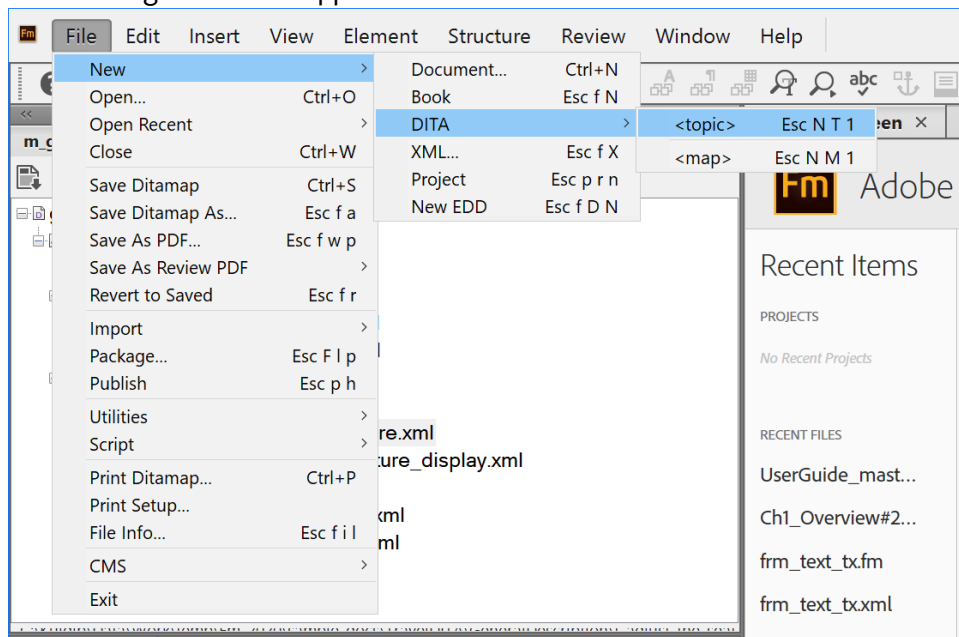 Fm File Edit Insert View Element Structure Review Window Help
New >
Open... Ctrl+O
Open Recent >
Close Ctrl+W
Save Ditamap Ctrl+S
Save Ditamap As... Esc f a
Save As PDF... Esc f w p
Save As Review PDF >
Revert to Saved Esc f r
Import >
Package... Esc F l p
Publish Esc p h
Utilities >
Script >
Print Ditamap... Ctrl+P
Print Setup...
File Info... Esc f i l
CMS >
Exit
Document... Ctrl+N
Book Esc f N
DITA >
XML... Esc f X
Project Esc p r n
New EDD Esc f D N
<topic> Esc N T 1
<map> Esc N M 1
re.xml
ture_display.xml
xml
ml
een ×
Fm Adobe
Recent Items
PROJECTS
No Recent Projects
RECENT FILES
UserGuide_mast...
Ch1_Overview#2...
frm_text_tx.fm
frm_text_tx.xml